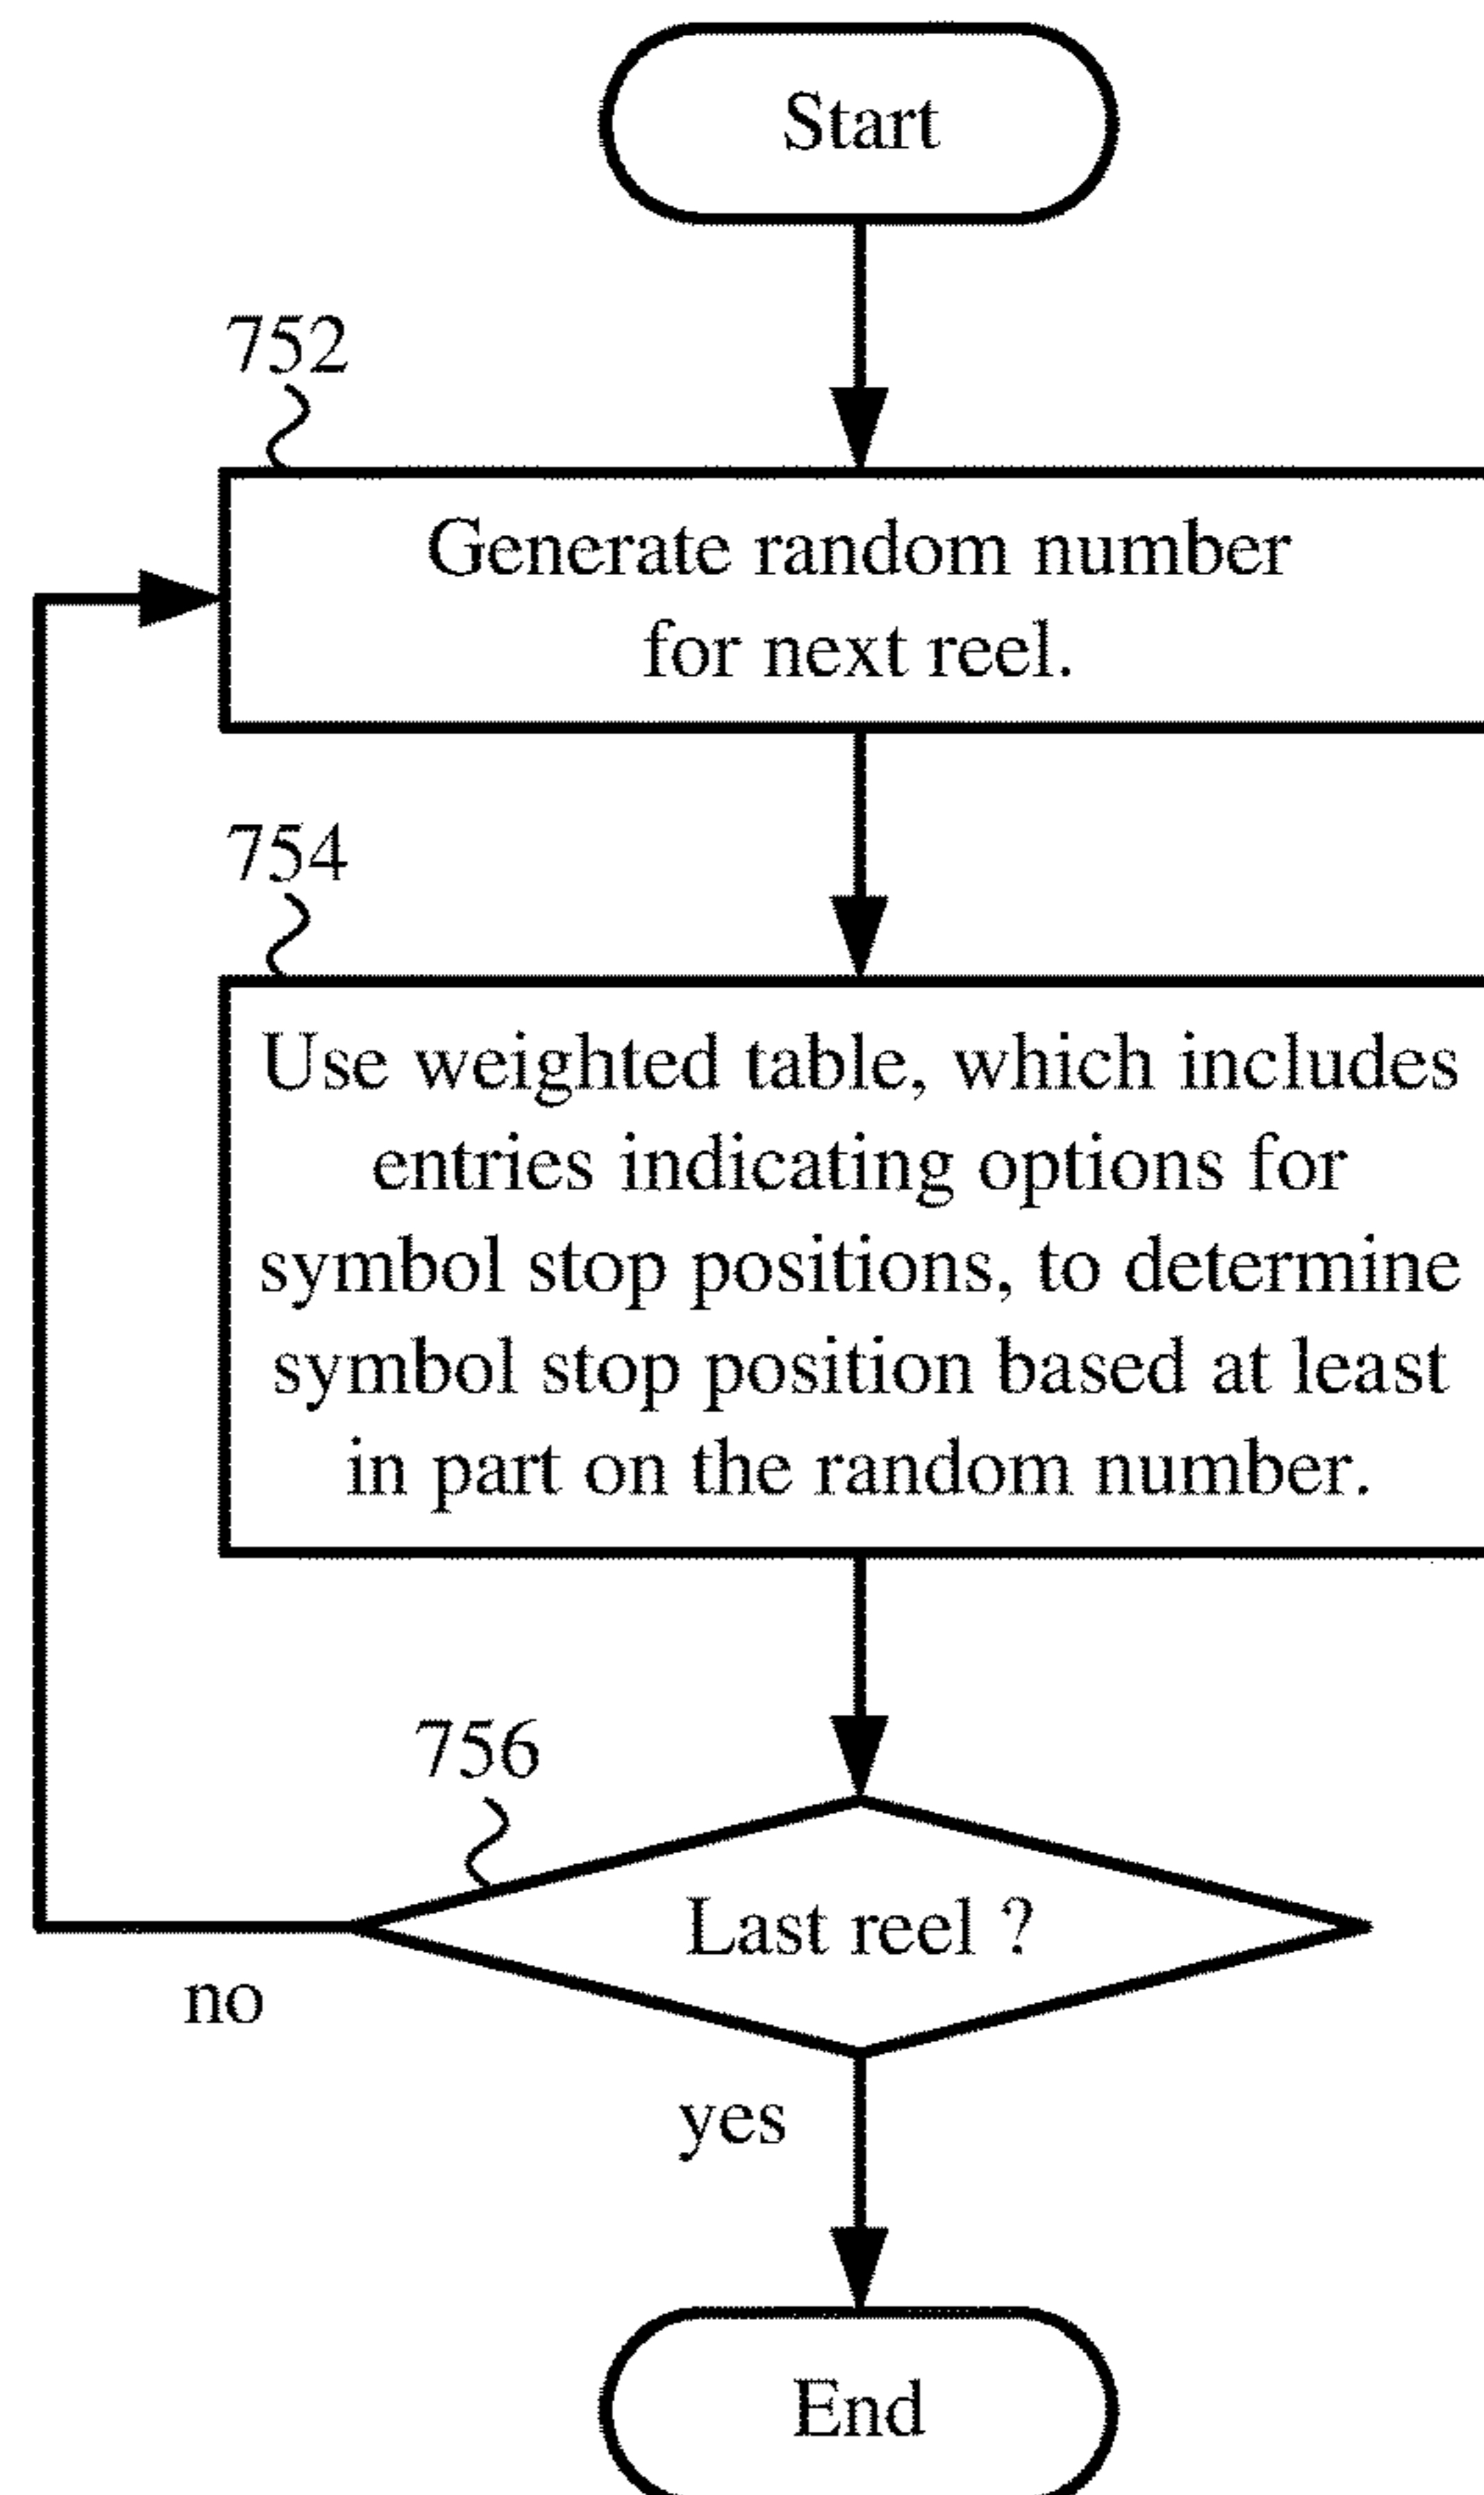 Start
752
Generate random number
for next reel.
754
Use weighted table, which includes
entries indicating options for
symbol stop positions, to determine
symbol stop position based at least
in part on the random number.
756
Last reel ?
no
yes
End